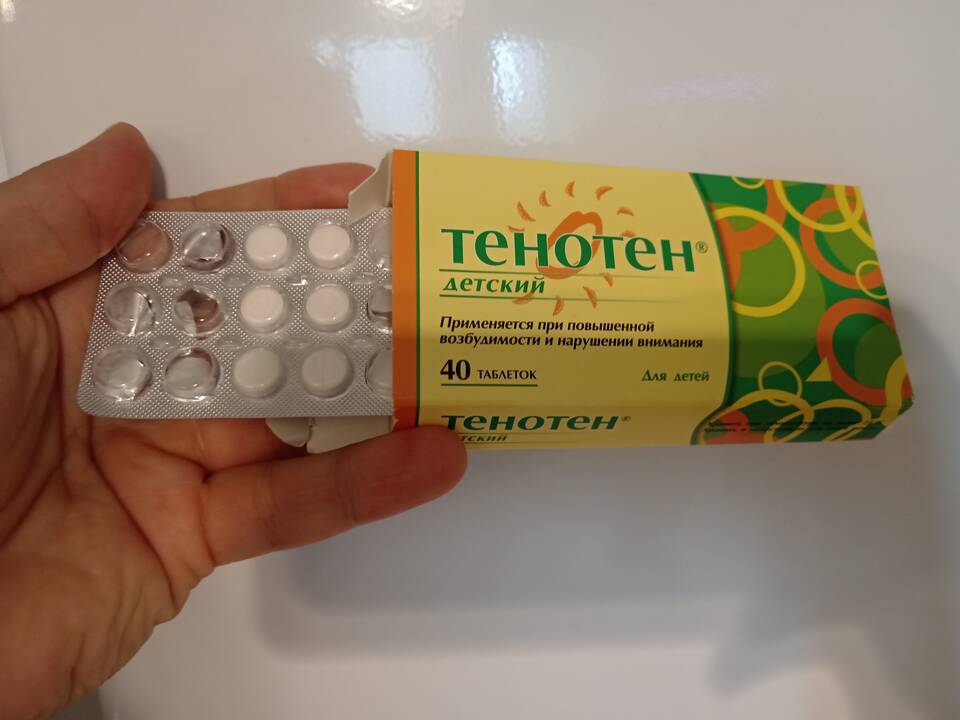 ТЕНОТЕН®
детский
Применяется при повышенной
возбудимости и нарушении внимания
40 ТАБЛЕТОК
Для детей
ТЕНОТЕН®
детский